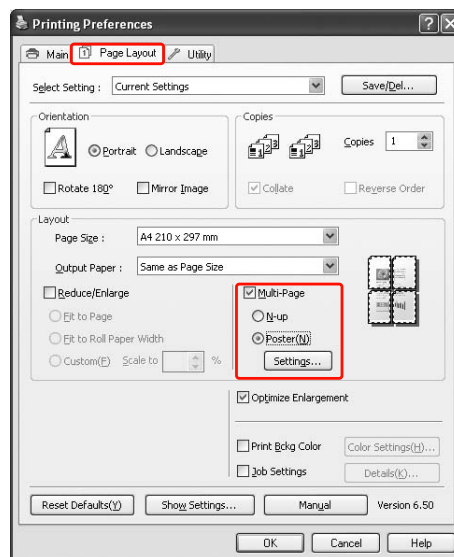 Printing Preferences
Main Page Layout Utility
Select Setting : Current Settings Save/Del...
Orientation
Portrait Landscape
Rotate 180° Mirror Image
Copies
Copies 1
Collate Reverse Order
Layout
Page Size : A4 210 x 297 mm
Output Paper : Same as Page Size
Reduce/Enlarge
Fit to Page
Fit to Roll Paper Width
Custom(F) Scale to %
Multi-Page
N-up
Poster(N)
Settings...
Optimize Enlargement
Print Bckg Color Color Settings(H)...
Job Settings Details(K)...
Reset Defaults(Y) Show Settings... Manual Version 6.50
OK Cancel Help